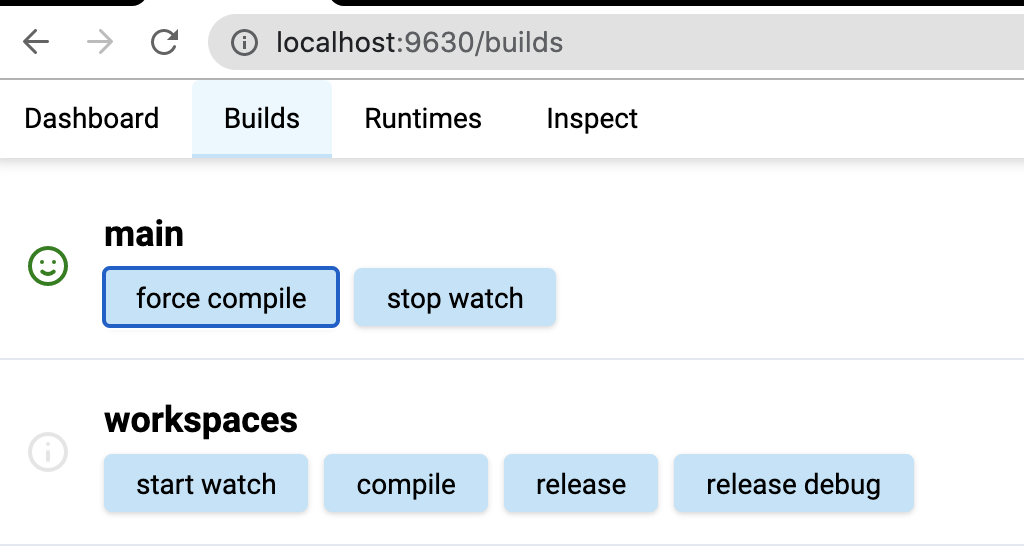 localhost:9630/builds
Dashboard Builds Runtimes Inspect
main
force compile stop watch
workspaces
start watch compile release release debug